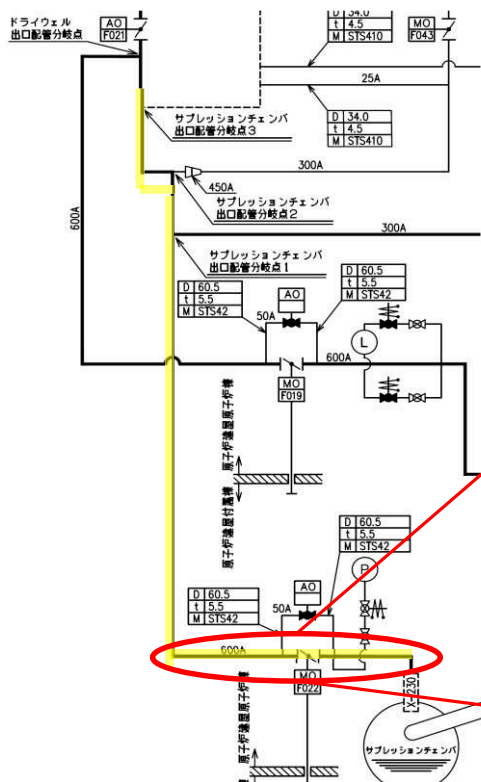 ドライウェル
出口配管分岐点
AO
F021
D 34.0
t 4.5
M STS410
MO
F043
25A
D 34.0
t 4.5
M STS410
サプレッションチェンバ
出口配管分岐点3
300A
450A
サプレッションチェンバ
出口配管分岐点2
600A
300A
サプレッションチェンバ
出口配管分岐点1
D 60.5
t 5.5
M STS42
AO
D 60.5
t 5.5
M STS42
50A
L
600A
MO
F019
原子炉建屋原子炉棟
原子炉建屋付属棟
D 60.5
t 5.5
M STS42
P
AO
D 60.5
t 5.5
M STS42
50A
600A
MO
F022
X-230
原子炉建屋原子炉棟
サプレッションチェンバ